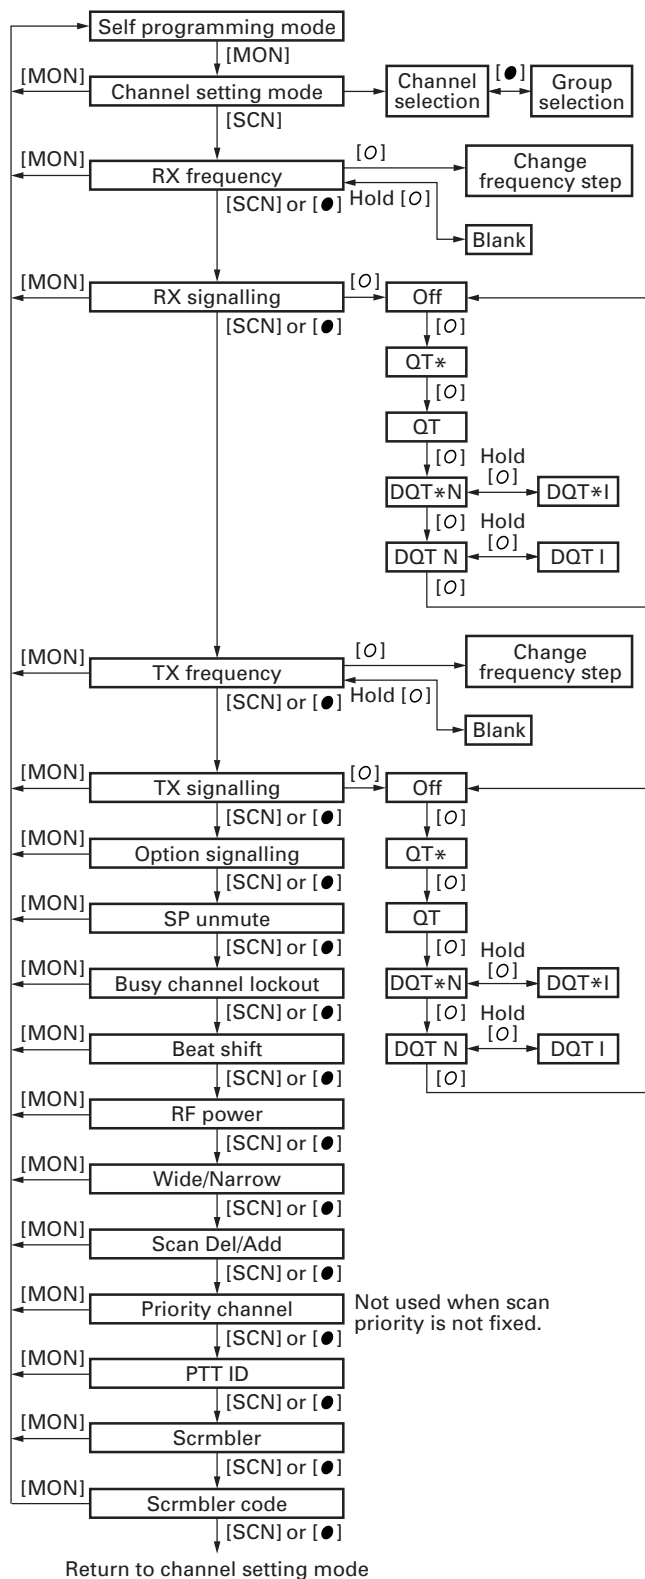 Self programming mode
[MON]
[MON]
Channel setting mode
Channel
selection
[●]
Group
selection
[SCN]
[MON]
RX frequency
[O]
Change
frequency step
[SCN] or [●]
Hold [O]
Blank
[MON]
RX signalling
[O]
Off
[SCN] or [●]
[O]
QT*
[O]
QT
[O]
Hold
[O]
DQT*N
DQT*I
[O]
Hold
[O]
DQT N
DQT I
[O]
[MON]
TX frequency
[O]
Change
frequency step
[SCN] or [●]
Hold [O]
Blank
[MON]
TX signalling
[O]
Off
[SCN] or [●]
[O]
[MON]
Option signalling
QT*
[SCN] or [●]
[O]
[MON]
SP unmute
QT
[SCN] or [●]
[O]
Hold
[O]
[MON]
Busy channel lockout
DQT*N
DQT*I
[SCN] or [●]
[O]
Hold
[O]
[MON]
Beat shift
DQT N
DQT I
[SCN] or [●]
[O]
[MON]
RF power
[SCN] or [●]
[MON]
Wide/Narrow
[SCN] or [●]
[MON]
Scan Del/Add
[SCN] or [●]
[MON]
Priority channel
Not used when scan
priority is not fixed.
[SCN] or [●]
[MON]
PTT ID
[SCN] or [●]
[MON]
Scrmbler
[SCN] or [●]
[MON]
Scrmbler code
[SCN] or [●]
Return to channel setting mode